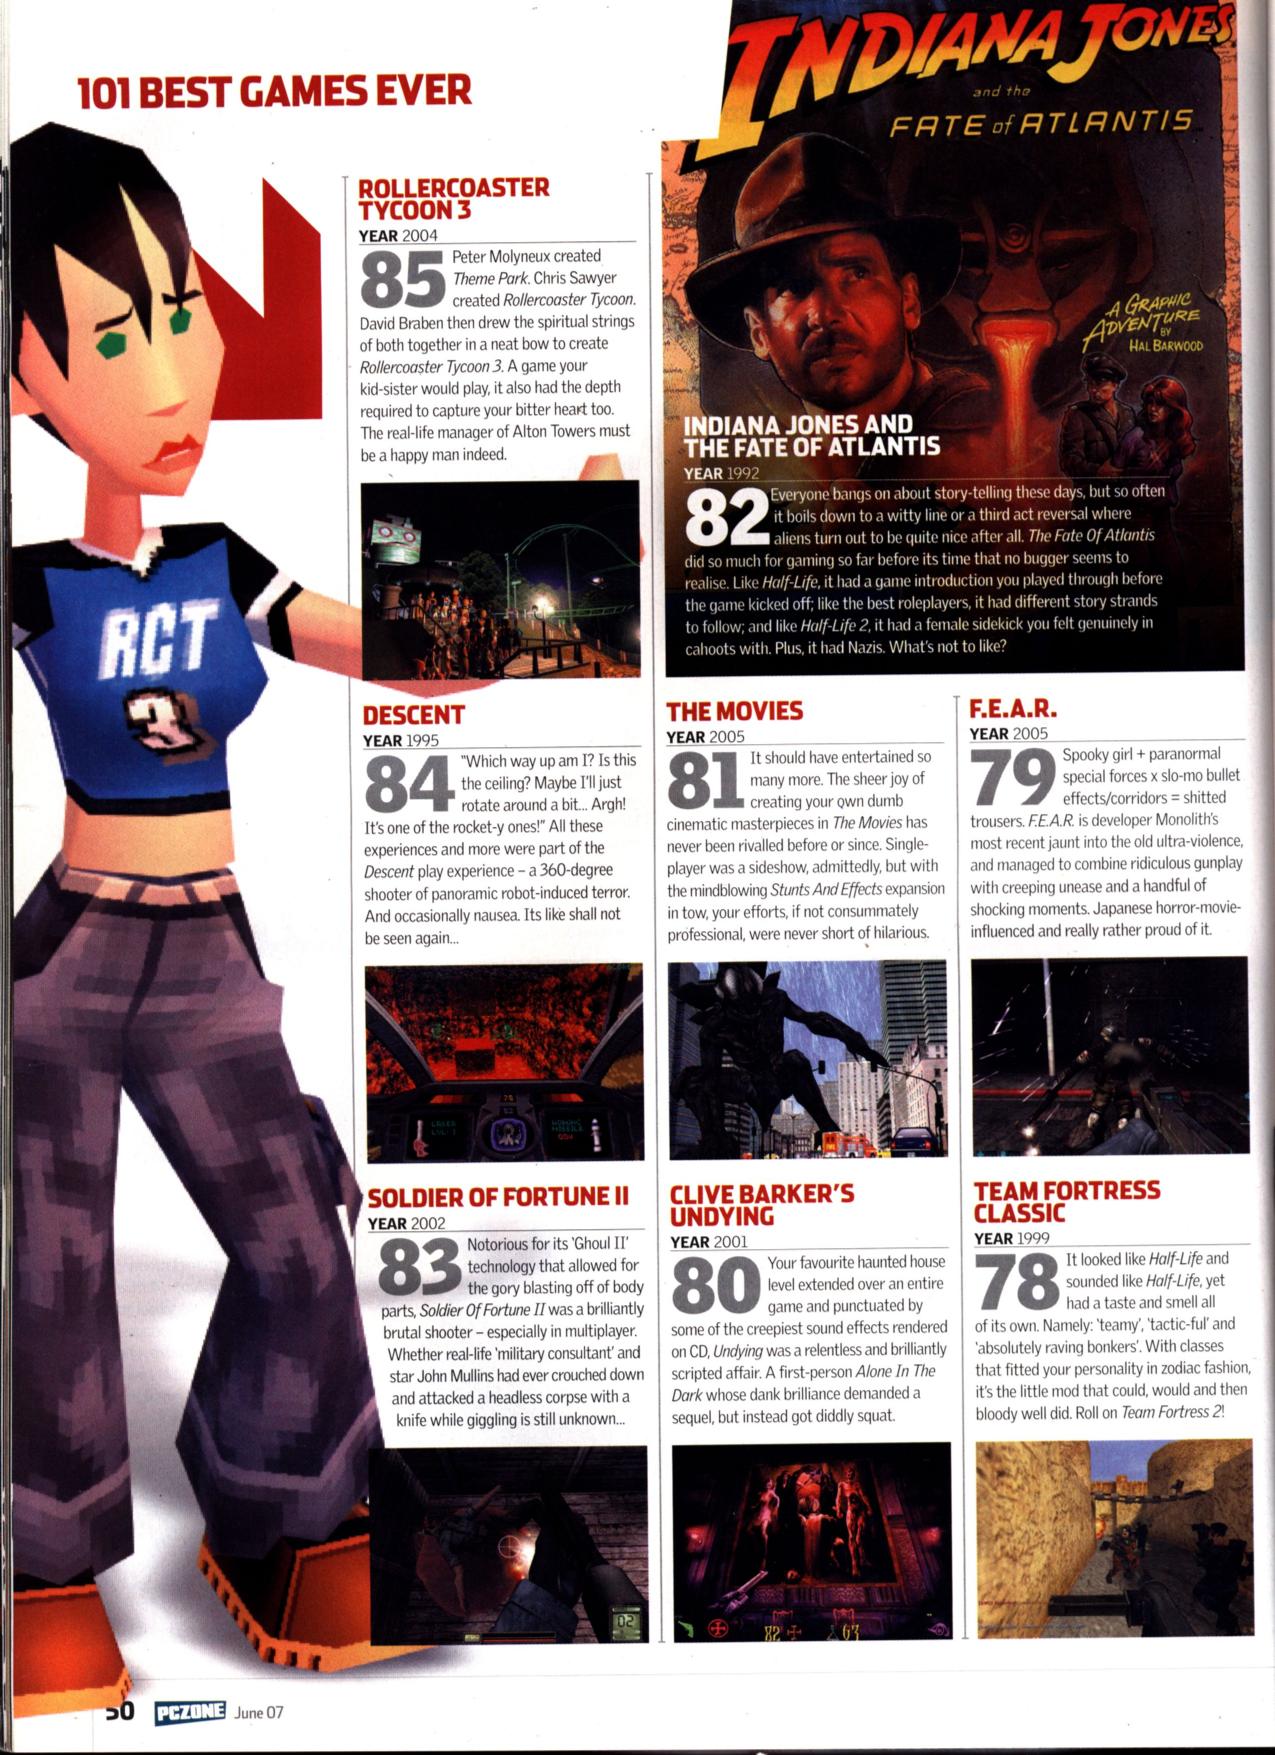 101 BEST GAMES EVER
INDIANA JONES
and the
FATE of ATLANTIS
A GRAPHIC
ADVENTURE
BY
HAL BARWOOD
RCT
3
ROLLERCOASTER
TYCOON 3
YEAR 2004
85 Peter Molyneux created
Theme Park. Chris Sawyer
created Rollercoaster Tycoon.
David Braben then drew the spiritual strings
of both together in a neat bow to create
Rollercoaster Tycoon 3. A game your
kid-sister would play, it also had the depth
required to capture your bitter heart too.
The real-life manager of Alton Towers must
be a happy man indeed.
DESCENT
YEAR 1995
84 "Which way up am I? Is this
the ceiling? Maybe I'll just
rotate around a bit... Argh!
It's one of the rocket-y ones!" All these
experiences and more were part of the
Descent play experience – a 360-degree
shooter of panoramic robot-induced terror.
And occasionally nausea. Its like shall not
be seen again...
SOLDIER OF FORTUNE II
YEAR 2002
83 Notorious for its 'Ghoul II'
technology that allowed for
the gory blasting off of body
parts, Soldier Of Fortune II was a brilliantly
brutal shooter – especially in multiplayer.
Whether real-life 'military consultant' and
star John Mullins had ever crouched down
and attacked a headless corpse with a
knife while giggling is still unknown...
INDIANA JONES AND
THE FATE OF ATLANTIS
YEAR 1992
82 Everyone bangs on about story-telling these days, but so often
it boils down to a witty line or a third act reversal where
aliens turn out to be quite nice after all. The Fate Of Atlantis
did so much for gaming so far before its time that no bugger seems to
realise. Like Half-Life, it had a game introduction you played through before
the game kicked off; like the best roleplayers, it had different story strands
to follow; and like Half-Life 2, it had a female sidekick you felt genuinely in
cahoots with. Plus, it had Nazis. What's not to like?
THE MOVIES
YEAR 2005
81 It should have entertained so
many more. The sheer joy of
creating your own dumb
cinematic masterpieces in The Movies has
never been rivalled before or since. Single-
player was a sideshow, admittedly, but with
the mindblowing Stunts And Effects expansion
in tow, your efforts, if not consummately
professional, were never short of hilarious.
CLIVE BARKER'S
UNDYING
YEAR 2001
80 Your favourite haunted house
level extended over an entire
game and punctuated by
some of the creepiest sound effects rendered
on CD, Undying was a relentless and brilliantly
scripted affair. A first-person Alone In The
Dark whose dank brilliance demanded a
sequel, but instead got diddly squat.
82
63
F.E.A.R.
YEAR 2005
79 Spooky girl + paranormal
special forces x slo-mo bullet
effects/corridors = shitted
trousers. F.E.A.R. is developer Monolith's
most recent jaunt into the old ultra-violence,
and managed to combine ridiculous gunplay
with creeping unease and a handful of
shocking moments. Japanese horror-movie-
influenced and really rather proud of it.
TEAM FORTRESS
CLASSIC
YEAR 1999
78 It looked like Half-Life and
sounded like Half-Life, yet
had a taste and smell all
of its own. Namely: 'teamy', 'tactic-ful' and
'absolutely raving bonkers'. With classes
that fitted your personality in zodiac fashion,
it's the little mod that could, would and then
bloody well did. Roll on Team Fortress 2!
50 PCZONE June 07